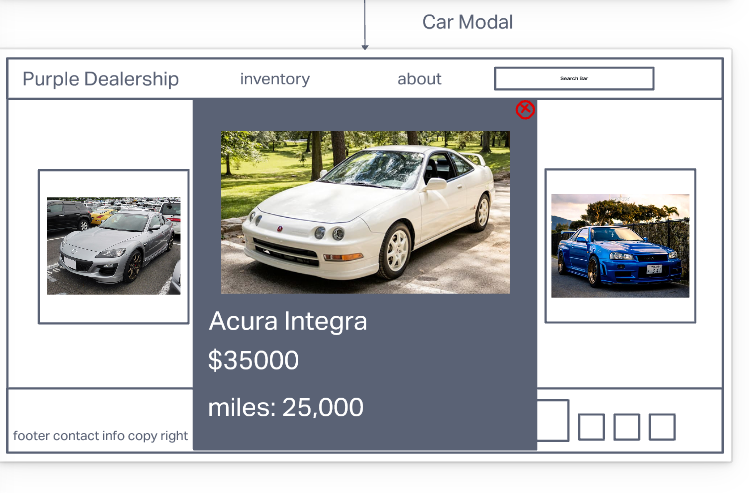 Car Modal
Purple Dealership
inventory
about
Search Bar
Acura Integra
$35000
miles: 25,000
footer contact info copy right